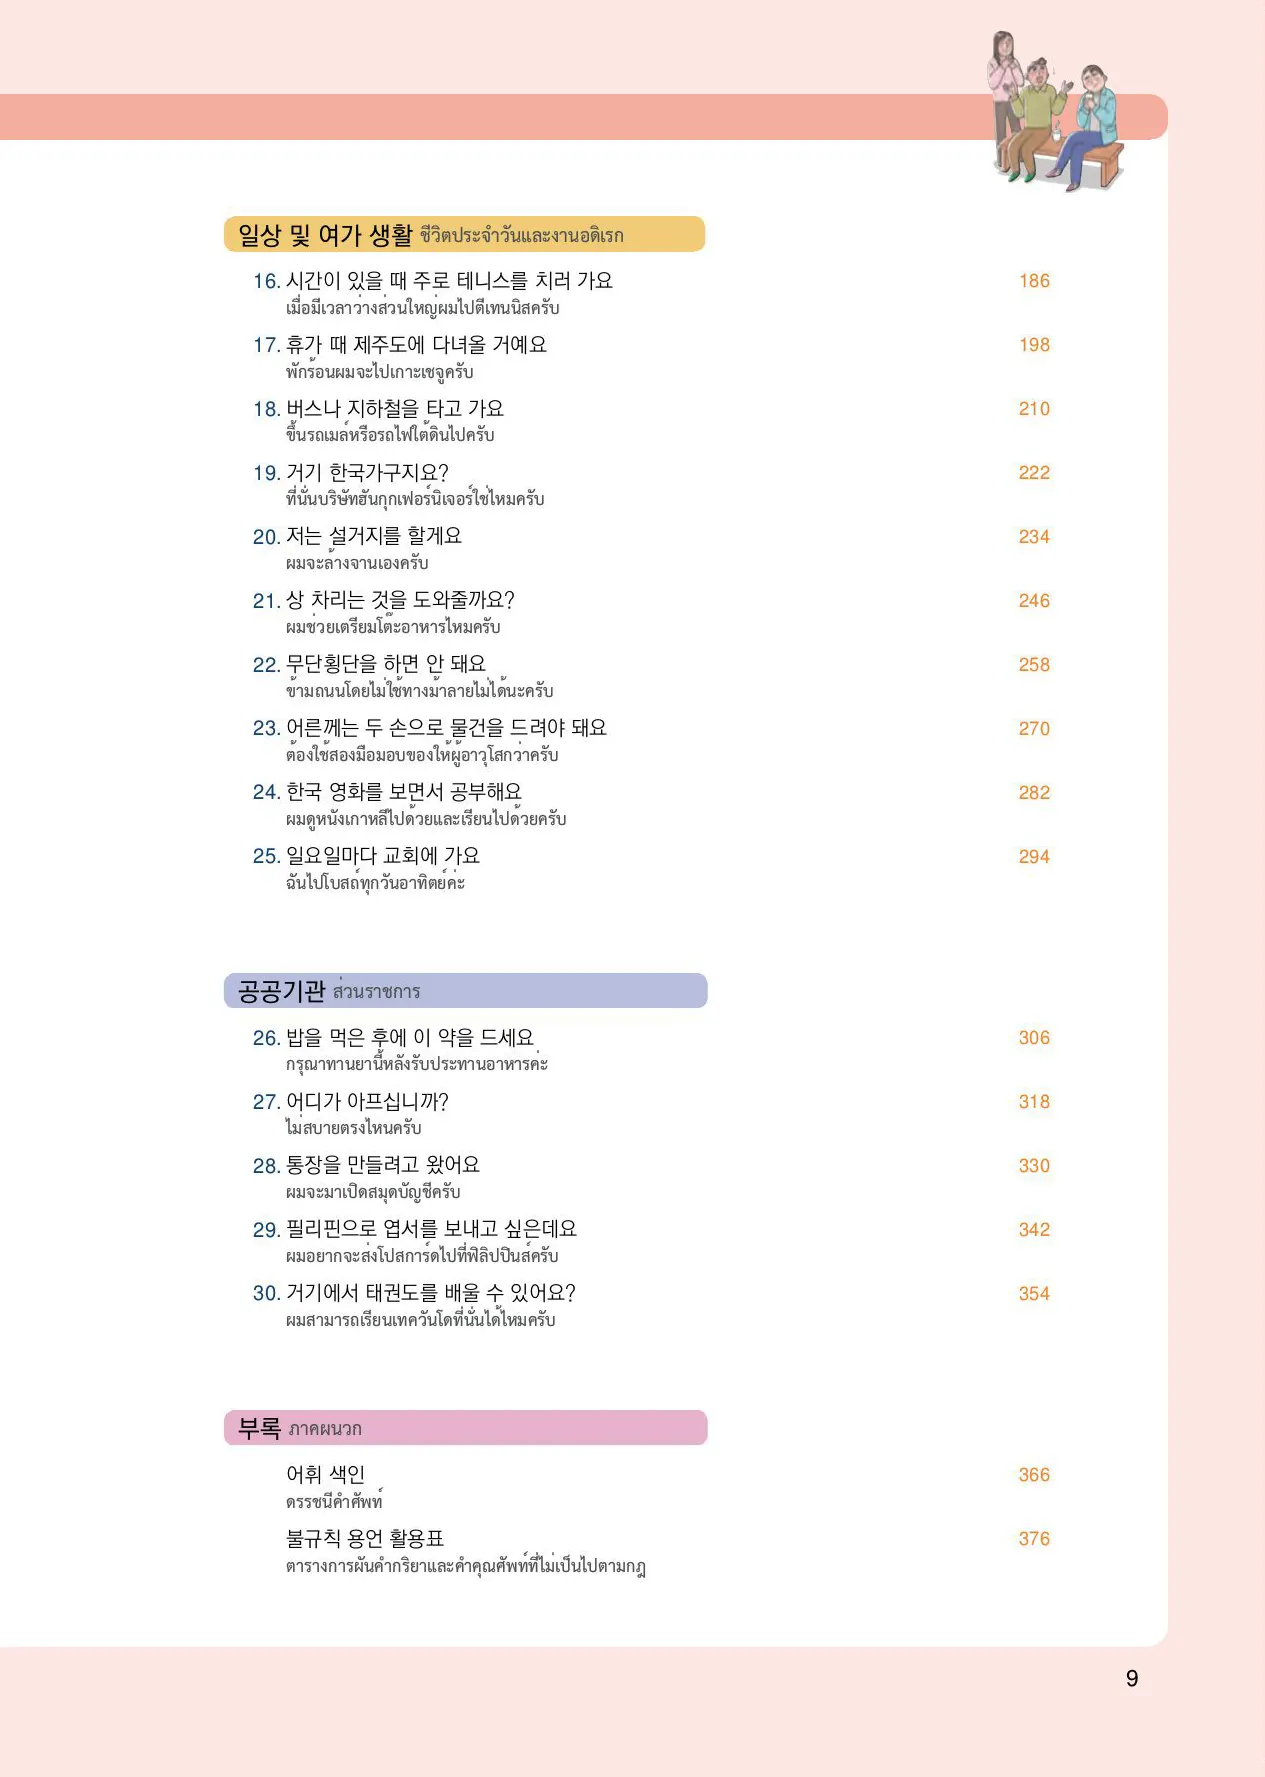 일상 및 여가 생활 ชีวิตประจำวันและงานอดิเรก
16. 시간이 있을 때 주로 테니스를 치러 가요 186
เมื่อมีเวลาว่างส่วนใหญ่ผมไปตีเทนนิสครับ
17. 휴가 때 제주도에 다녀올 거예요 198
พักร้อนผมจะไปเกาะเชจูครับ
18. 버스나 지하철을 타고 가요 210
ขึ้นรถเมล์หรือรถไฟใต้ดินไปครับ
19. 거기 한국가구지요? 222
ที่นั่นบริษัทฮันกุกเฟอร์นิเจอร์ใช่ไหมครับ
20. 저는 설거지를 할게요 234
ผมจะล้างจานเองครับ
21. 상 차리는 것을 도와줄까요? 246
ผมช่วยเตรียมโต๊ะอาหารไหมครับ
22. 무단횡단을 하면 안 돼요 258
ข้ามถนนโดยไม่ใช้ทางม้าลายไม่ได้นะครับ
23. 어른께는 두 손으로 물건을 드려야 돼요 270
ต้องใช้สองมือมอบของให้ผู้อาวุโสกว่าครับ
24. 한국 영화를 보면서 공부해요 282
ผมดูหนังเกาหลีไปด้วยและเรียนไปด้วยครับ
25. 일요일마다 교회에 가요 294
ฉันไปโบสถ์ทุกวันอาทิตย์ค่ะ
공공기관 ส่วนราชการ
26. 밥을 먹은 후에 이 약을 드세요 306
กรุณาทานยานี้หลังรับประทานอาหารค่ะ
27. 어디가 아프십니까? 318
ไม่สบายตรงไหนครับ
28. 통장을 만들려고 왔어요 330
ผมจะมาเปิดสมุดบัญชีครับ
29. 필리핀으로 엽서를 보내고 싶은데요 342
ผมอยากจะส่งโปสการ์ดไปที่ฟิลิปปินส์ครับ
30. 거기에서 태권도를 배울 수 있어요? 354
ผมสามารถเรียนเทควันโดที่นั่นได้ไหมครับ
부록 ภาคผนวก
어휘 색인 366
ดรรชนีคำศัพท์
불규칙 용언 활용표 376
ตารางการผันคำกริยาและคำคุณศัพท์ที่ไม่เป็นไปตามกฎ
9